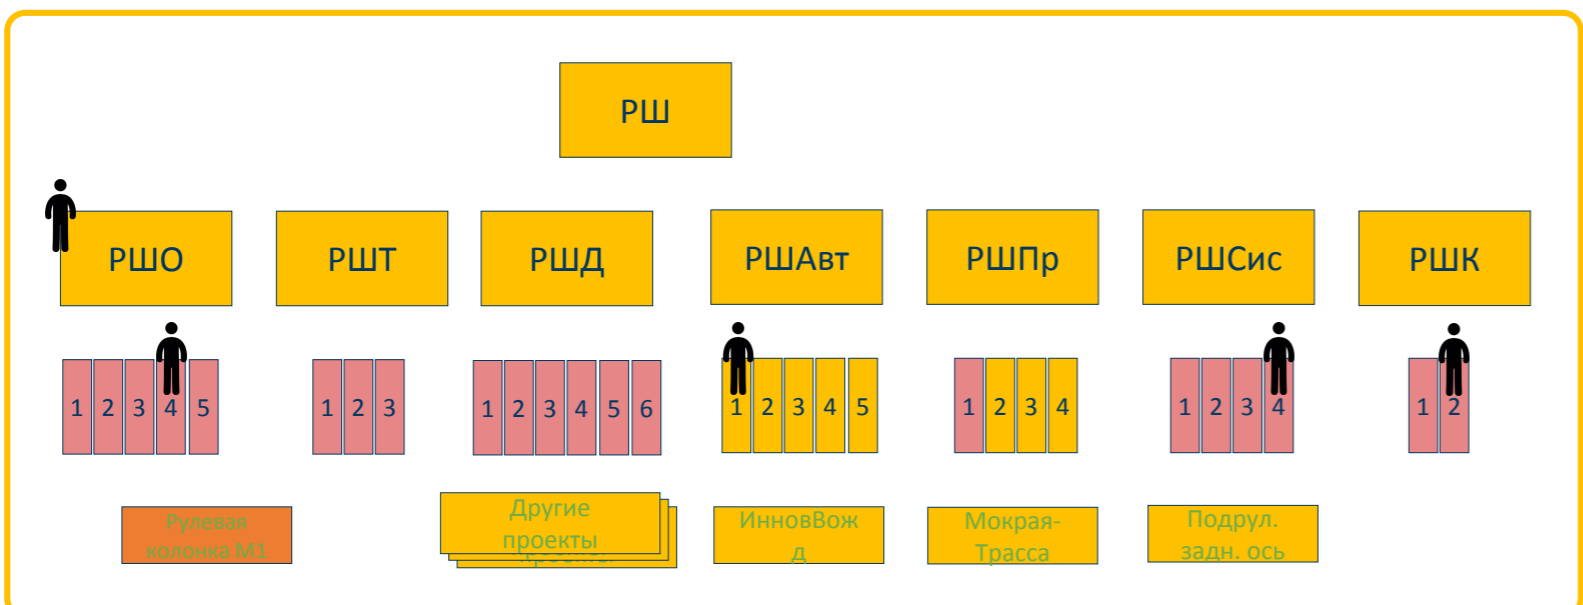 РШ
РШО РШТ РШД РШАвт РШПр РШСис РШК
1 2 3 4 5 1 2 3 1 2 3 4 5 6 1 2 3 4 5 1 2 3 4 1 2 3 4 1 2
Рулевая
колонка М1
Другие
проекты
ИнновВож
д
Мокрая-
Трасса
Подрул.
задн. ось